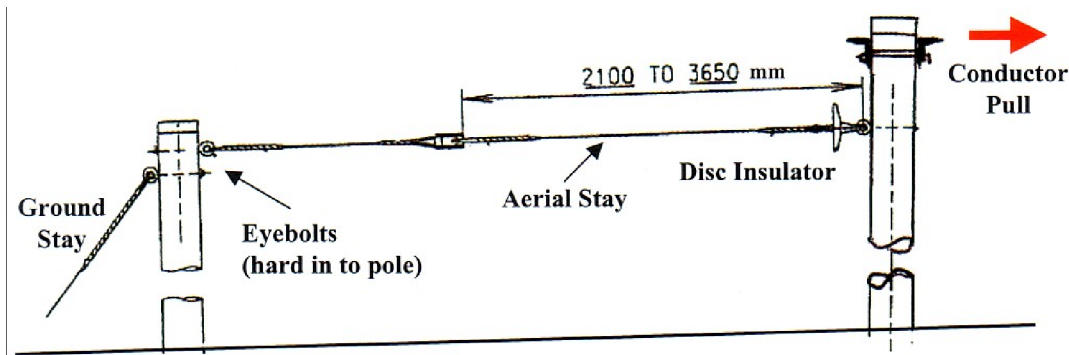 2100 TO 3650 mm
Conductor
Pull
Disc Insulator
Aerial Stay
Ground
Stay
Eyebolts
(hard in to pole)